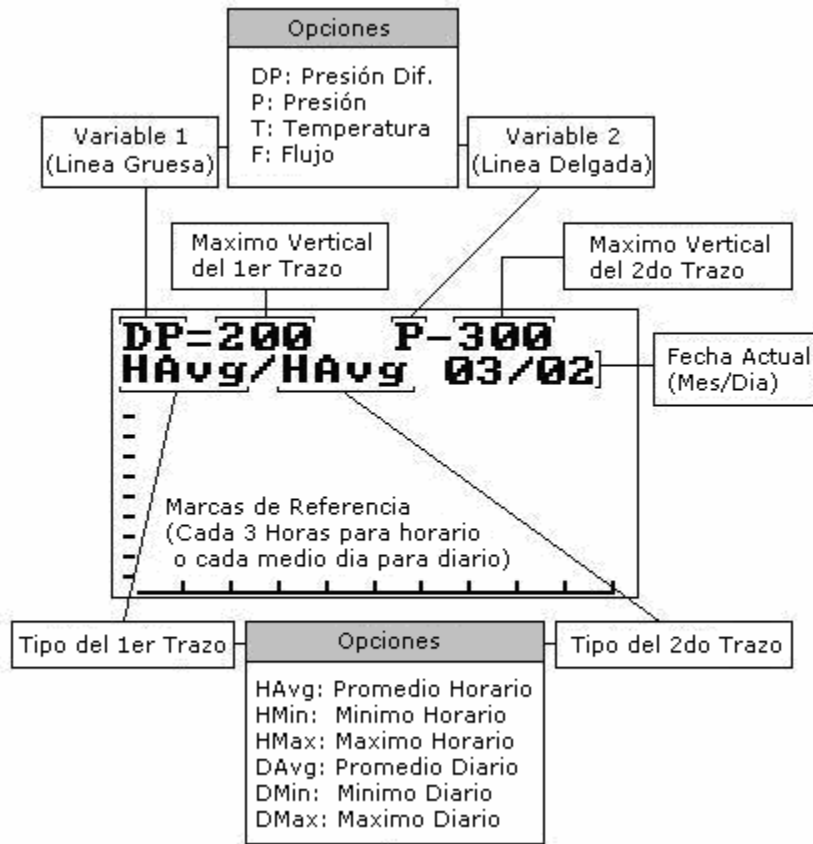 Opciones
DP: Presión Dif.
P: Presión
T: Temperatura
F: Flujo
Variable 1
(Linea Gruesa)
Variable 2
(Linea Delgada)
Maximo Vertical
del 1er Trazo
Maximo Vertical
del 2do Trazo
DP=200 P-300
HAvg/HAvg 03/02
Fecha Actual
(Mes/Dia)
Marcas de Referencia
(Cada 3 Horas para horario
o cada medio dia para diario)
Tipo del 1er Trazo
Opciones
Tipo del 2do Trazo
HAvg: Promedio Horario
HMin: Minimo Horario
HMax: Maximo Horario
DAvg: Promedio Diario
DMin: Minimo Diario
DMax: Maximo Diario